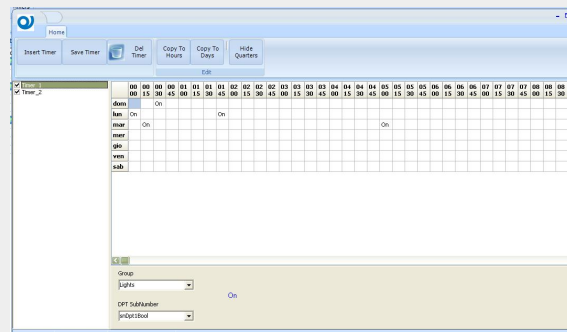 Home
Insert Timer
Save Timer
Del
Timer
Copy To
Hours
Copy To
Days
Hide
Quarters
Edit
Timer_1
Timer_2
00 00 00 00 01 01 01 01 02 02 02 02 03 03 03 03 04 04 04 04 05 05 05 05 06 06 06 06 07 07 07 07 08 08 08
00 15 30 45 00 15 30 45 00 15 30 45 00 15 30 45 00 15 30 45 00 15 30 45 00 15 30 45 00 15 30 45 00 15 30
dom On
lun On On
mar On On
mer
gio
ven
sab
Group
Lights
On
DPT SubNumber
snDpt1Bool